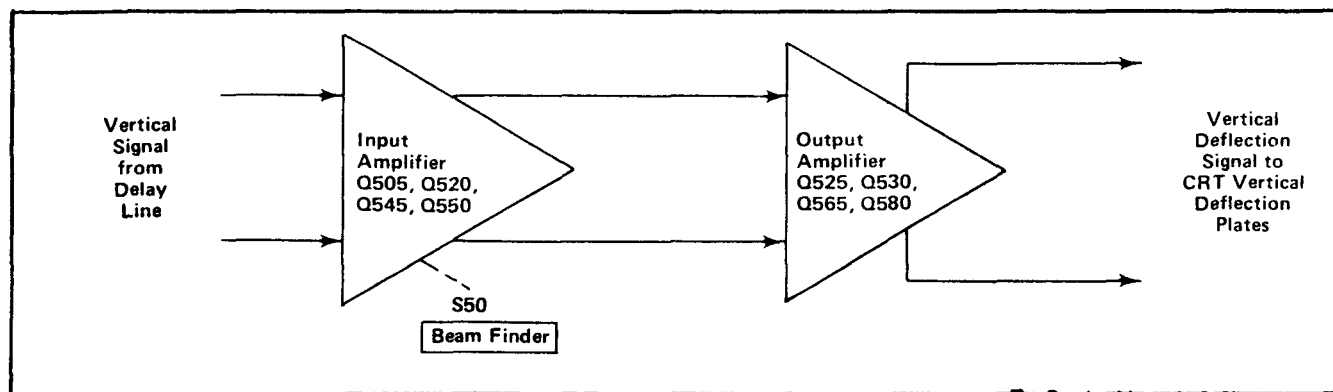 Vertical
Signal
from
Delay
Line
Input
Amplifier
Q505, Q520,
Q545, Q550
S50
Beam Finder
Output
Amplifier
Q525, Q530,
Q565, Q580
Vertical
Deflection
Signal to
CRT Vertical
Deflection
Plates